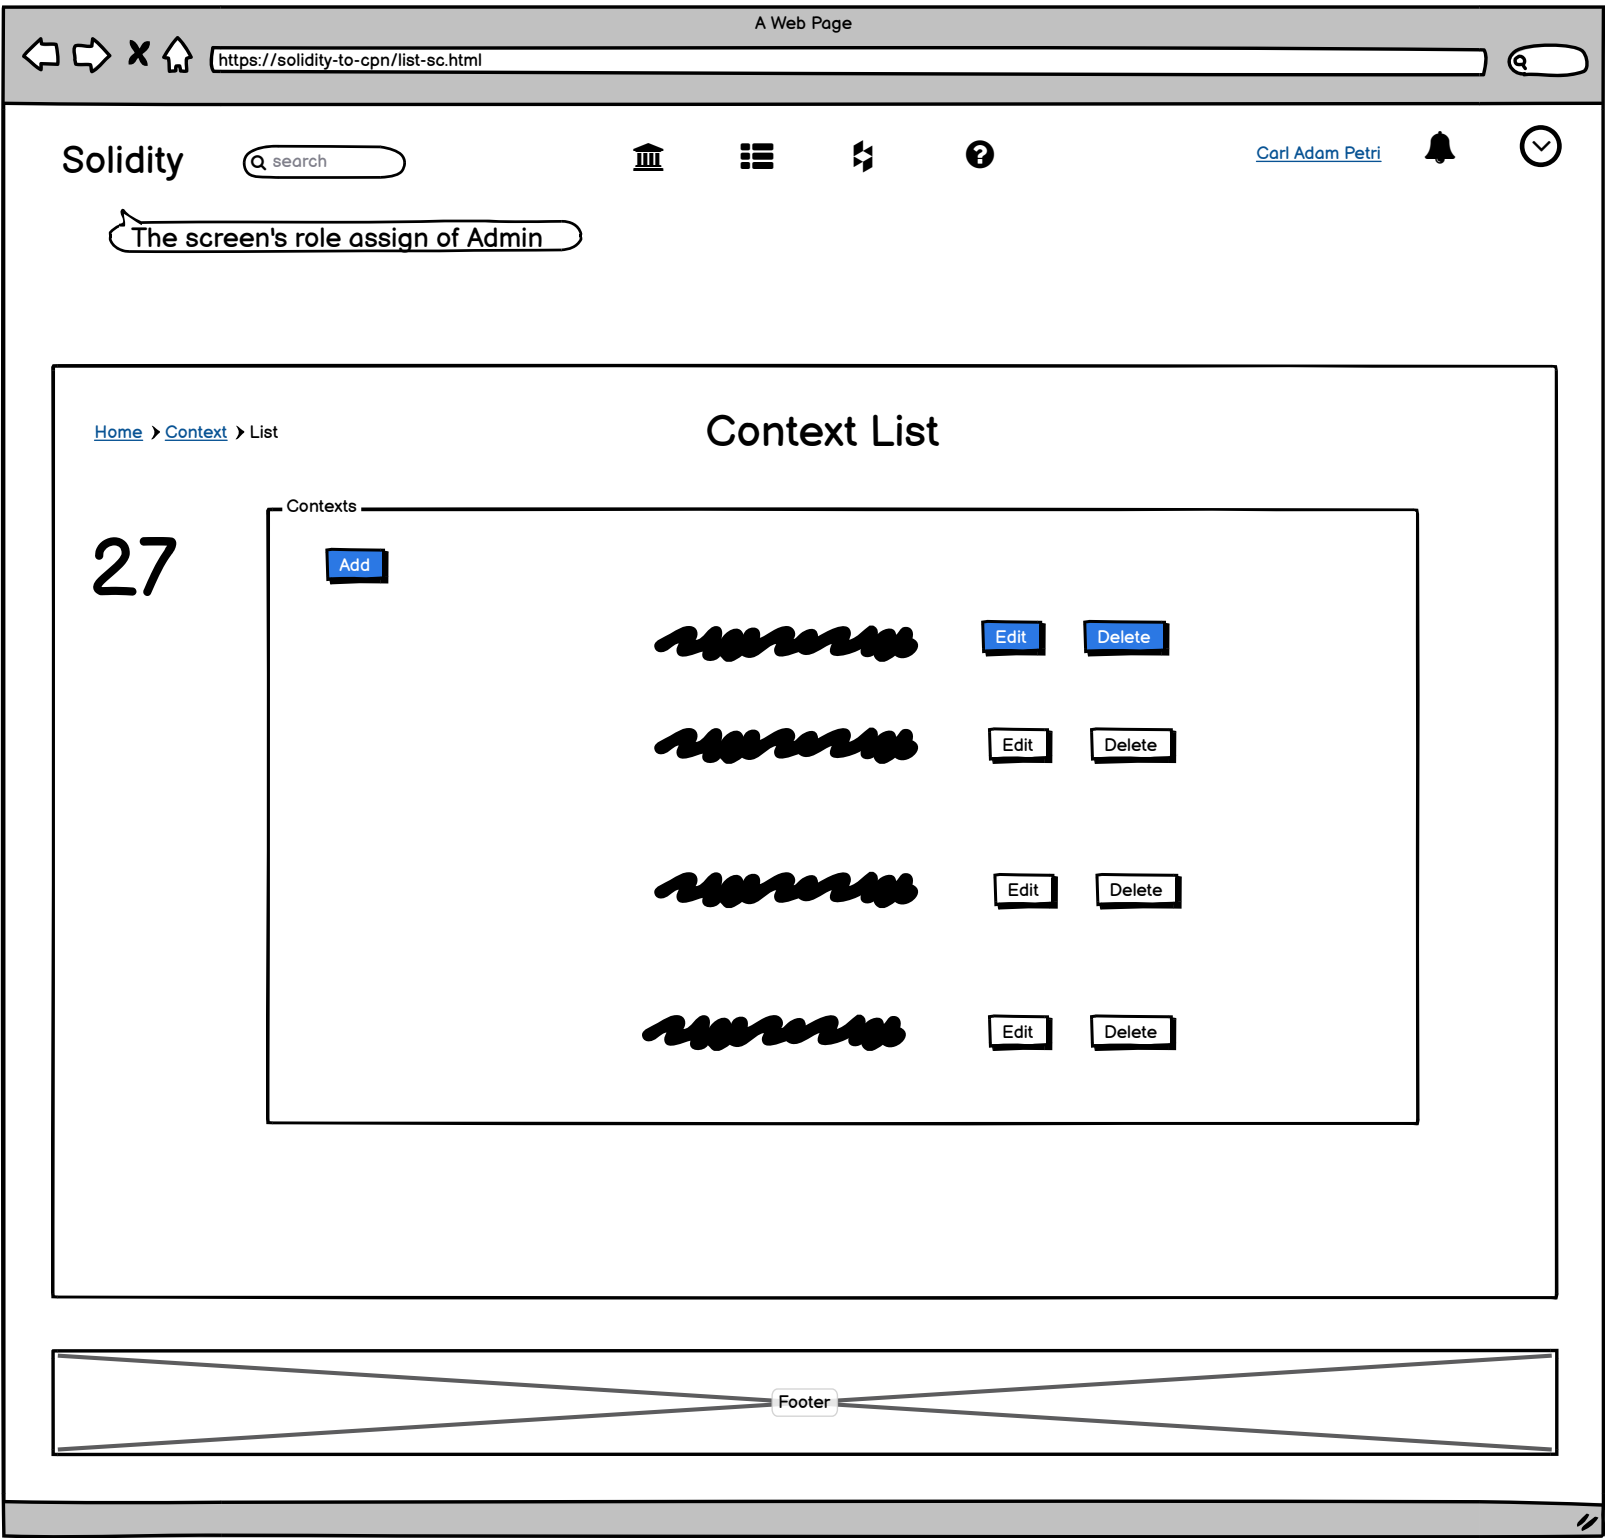 A Web Page
https://solidity-to-cpn/list-sc.html
Solidity
search
Carl Adam Petri
The screen's role assign of Admin
Home Context List
Context List
Contexts
27
Add
Edit Delete
Edit Delete
Edit Delete
Edit Delete
Footer